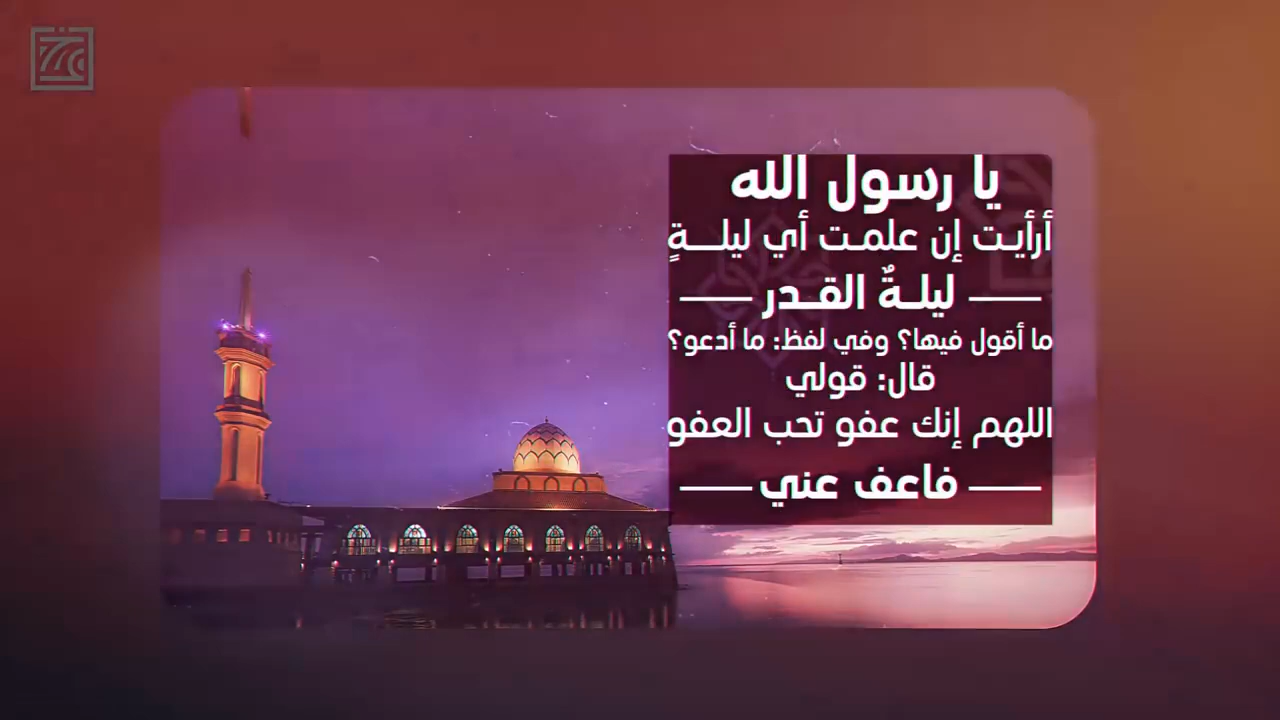 يا رسول الله
أرأيت إن علمت أي ليلــةٍ
ليلةٌ القدر
ما أقول فيها؟ وفي لفظ: ما أدعو؟
قال: قولي
اللهم إنك عفو تحب العفو
فاعف عني